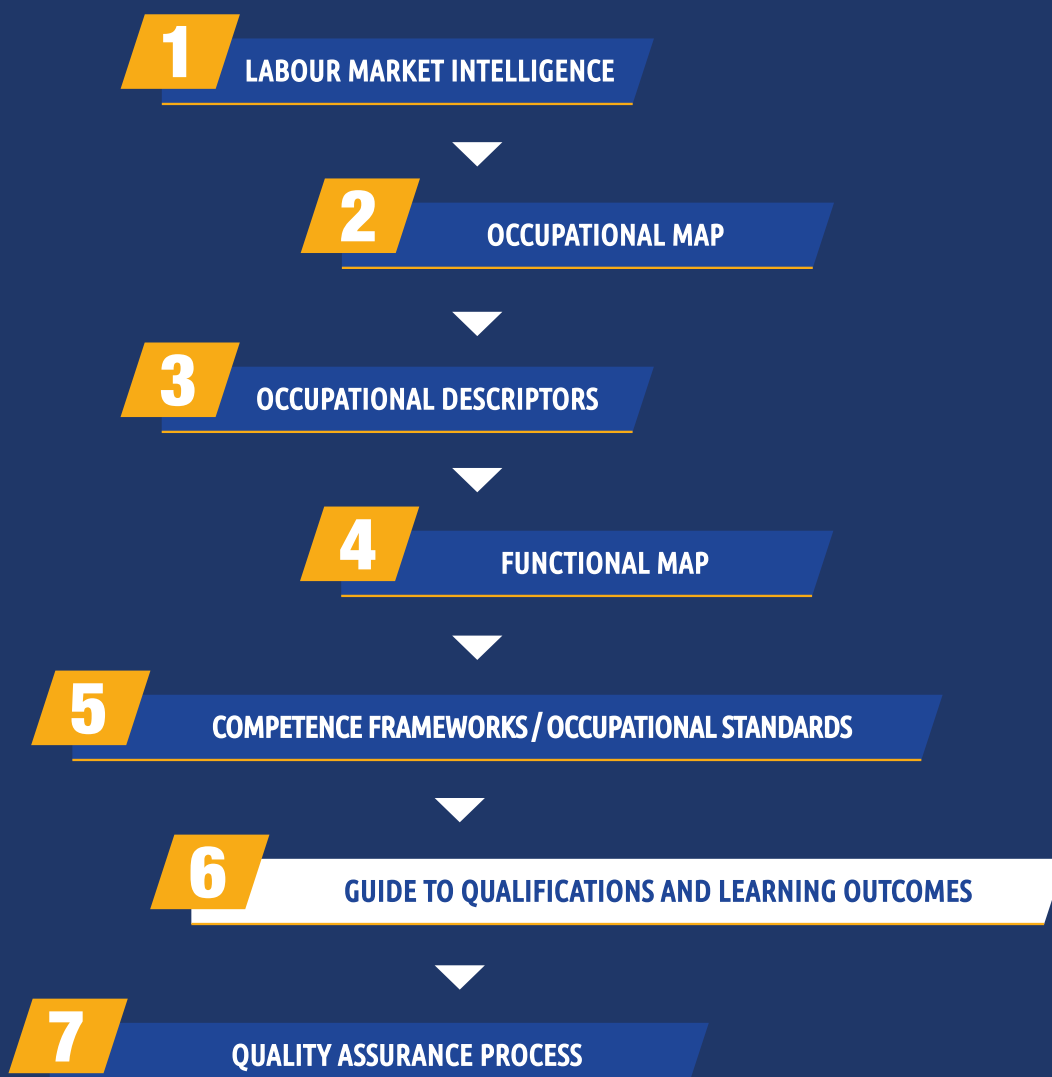 1
LABOUR MARKET INTELLIGENCE
2
OCCUPATIONAL MAP
3
OCCUPATIONAL DESCRIPTORS
4
FUNCTIONAL MAP
5
COMPETENCE FRAMEWORKS / OCCUPATIONAL STANDARDS
6
GUIDE TO QUALIFICATIONS AND LEARNING OUTCOMES
7
QUALITY ASSURANCE PROCESS